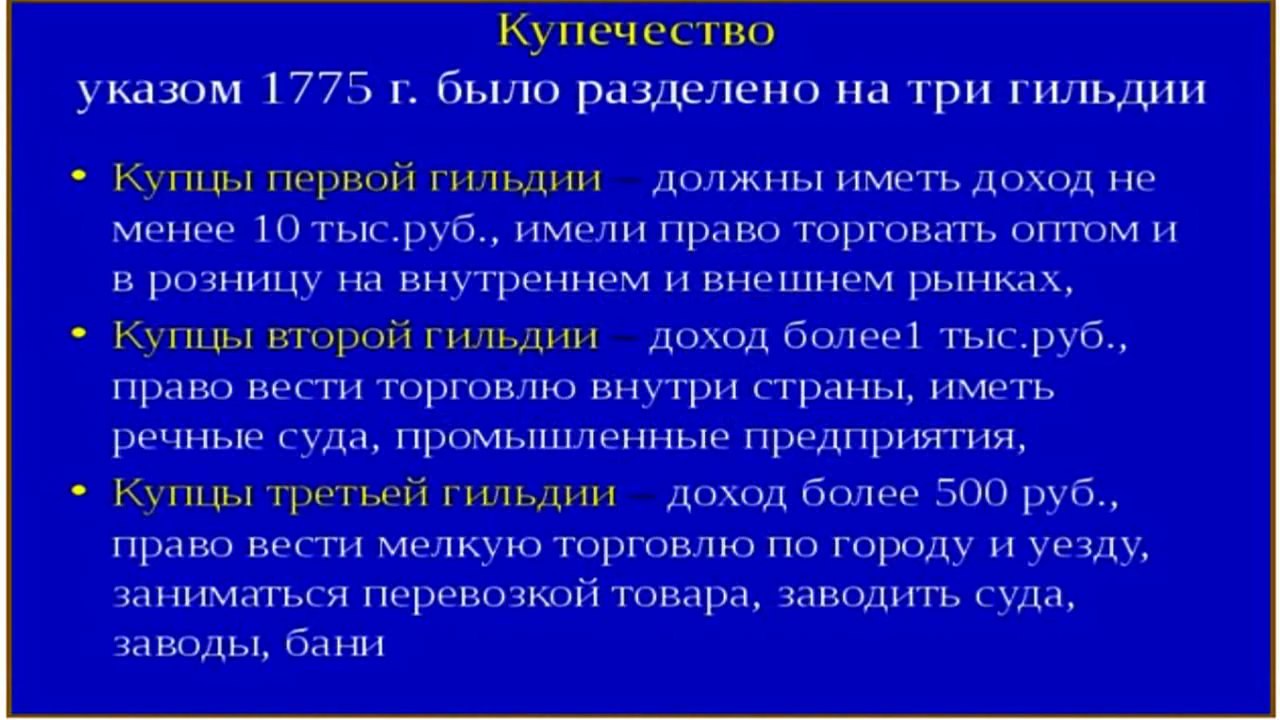 Купечество
указом 1775 г. было разделено на три гильдии
• Купцы первой гильдии – должны иметь доход не
менее 10 тыс.руб., имели право торговать оптом и
в розницу на внутреннем и внешнем рынках,
• Купцы второй гильдии – доход более1 тыс.руб.,
право вести торговлю внутри страны, иметь
речные суда, промышленные предприятия,
• Купцы третьей гильдии – доход более 500 руб.,
право вести мелкую торговлю по городу и уезду,
заниматься перевозкой товара, заводить суда,
заводы, бани